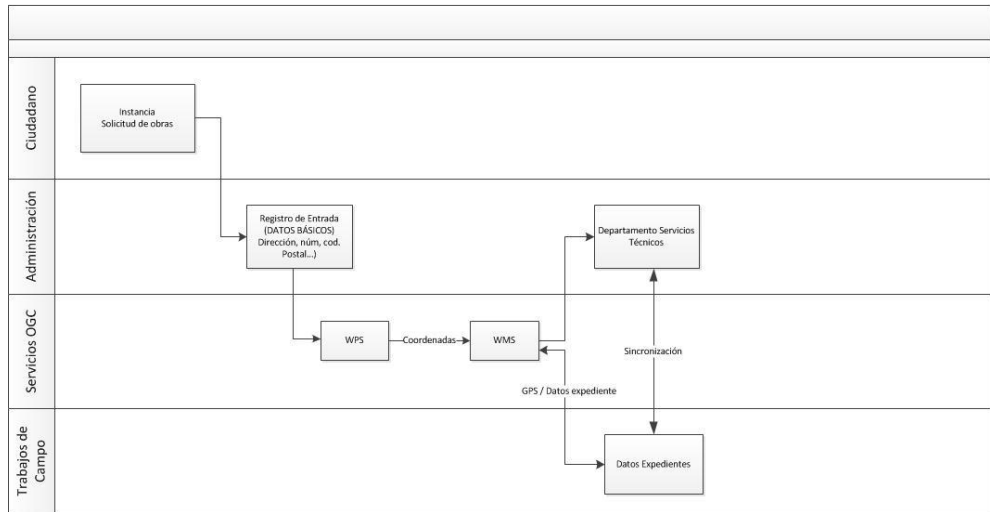 Ciudadano
Instancia
Solicitud de obras
Administración
Registro de Entrada
(DATOS BÁSICOS)
Dirección, núm, cod.
Postal...)
Departamento Servicios
Técnicos
Servicios OGC
WPS
Coordenadas
WMS
Sincronización
GPS / Datos expediente
Trabajos de
Campo
Datos Expedientes